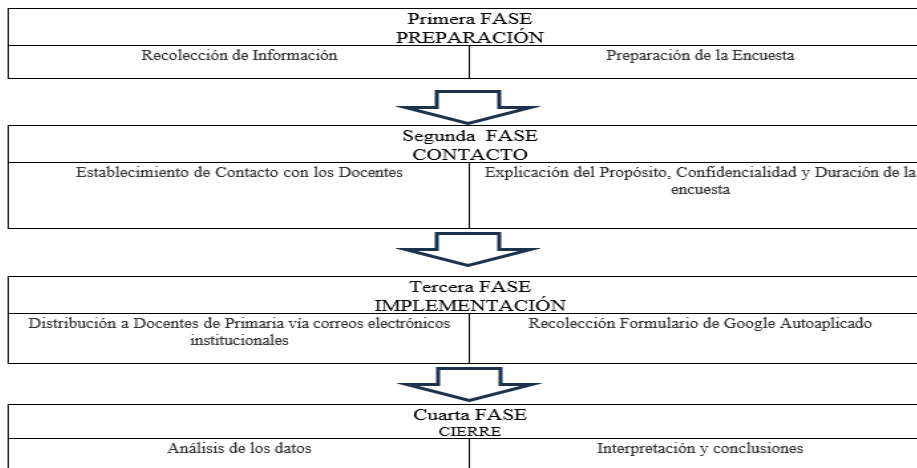 Primera FASE
PREPARACIÓN
Recolección de Información
Preparación de la Encuesta
Segunda FASE
CONTACTO
Establecimiento de Contacto con los Docentes
Explicación del Propósito, Confidencialidad y Duración de la
encuesta
Tercera FASE
IMPLEMENTACIÓN
Distribución a Docentes de Primaria vía correos electrónicos
institucionales
Recolección Formulario de Google Autoaplicado
Cuarta FASE
CIERRE
Análisis de los datos
Interpretación y conclusiones